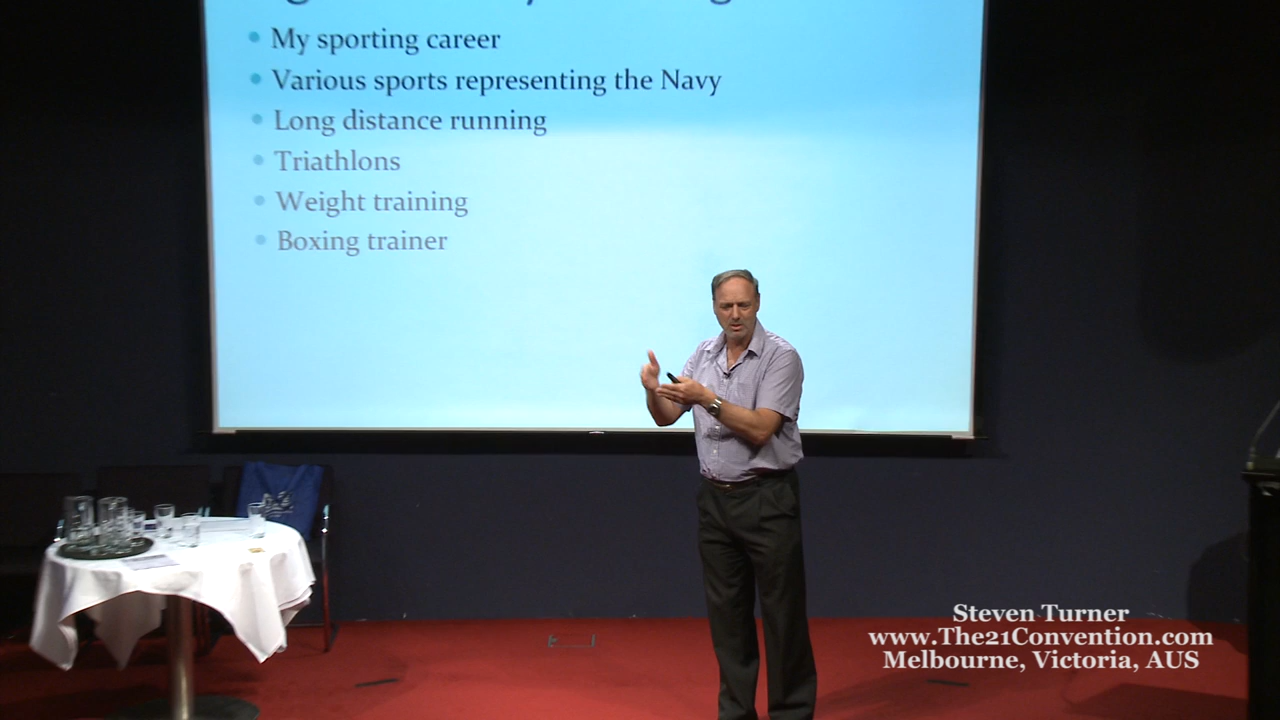 My sporting career
Various sports representing the Navy
Long distance running
Triathlons
Weight training
Boxing trainer
Steven Turner
www.The21Convention.com
Melbourne, Victoria, AUS